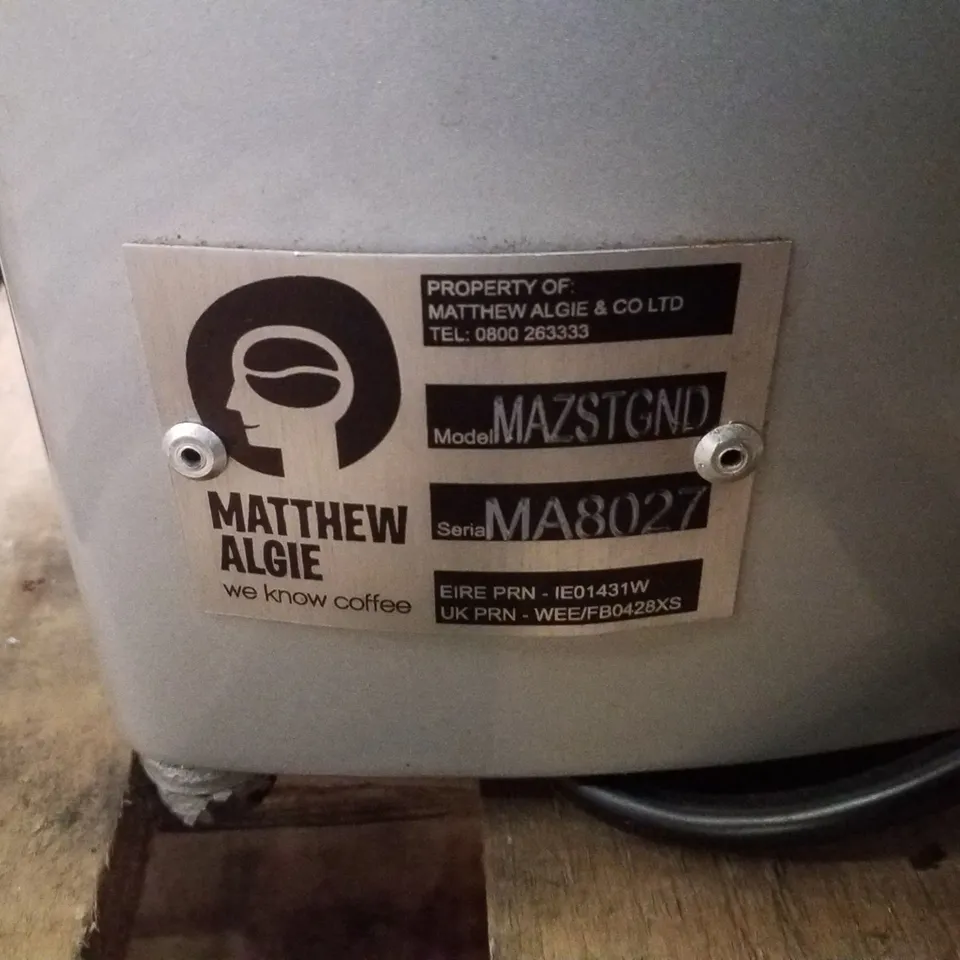 MATTHEW
ALGIE
we know coffee
PROPERTY OF:
MATTHEW ALGIE & CO LTD
TEL: 0800 263333
Model MAZSTGND
Serial MA8027
EIRE PRN - IE01431W
UK PRN - WEE/FB0428XS